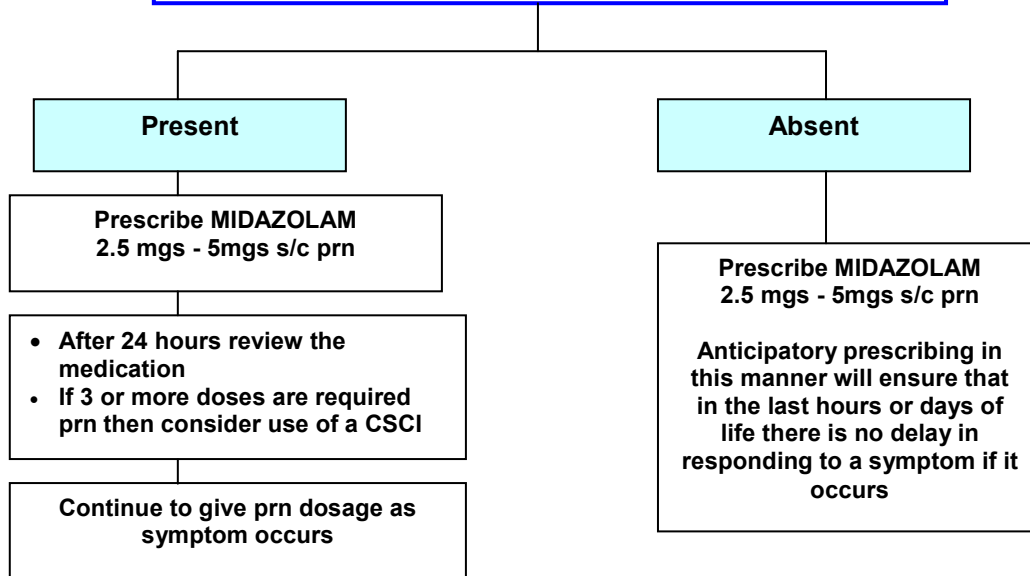 Present
Absent
Prescribe MIDAZOLAM
2.5 mgs - 5mgs s/c prn
• After 24 hours review the
medication
• If 3 or more doses are required
prn then consider use of a CSCI
Continue to give prn dosage as
symptom occurs
Prescribe MIDAZOLAM
2.5 mgs - 5mgs s/c prn
Anticipatory prescribing in
this manner will ensure that
in the last hours or days of
life there is no delay in
responding to a symptom if it
occurs